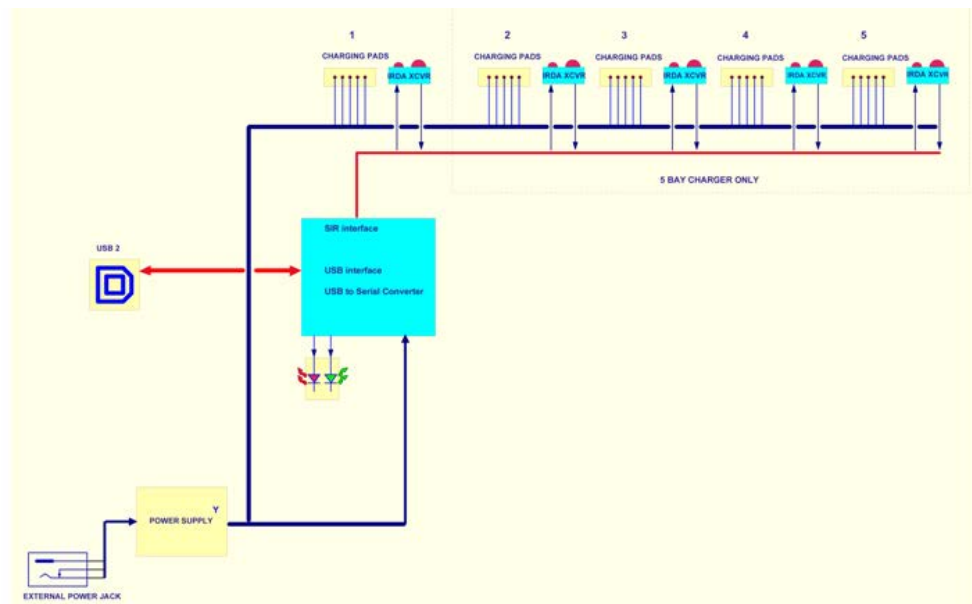 1
2
3
4
5
CHARGING PADS
IRDA XCVR
CHARGING PADS
IRDA XCVR
CHARGING PADS
IRDA XCVR
CHARGING PADS
IRDA XCVR
CHARGING PADS
IRDA XCVR
5 BAY CHARGER ONLY
SIR interface
USB 2
USB interface
USB to Serial Converter
Y
POWER SUPPLY
EXTERNAL POWER JACK